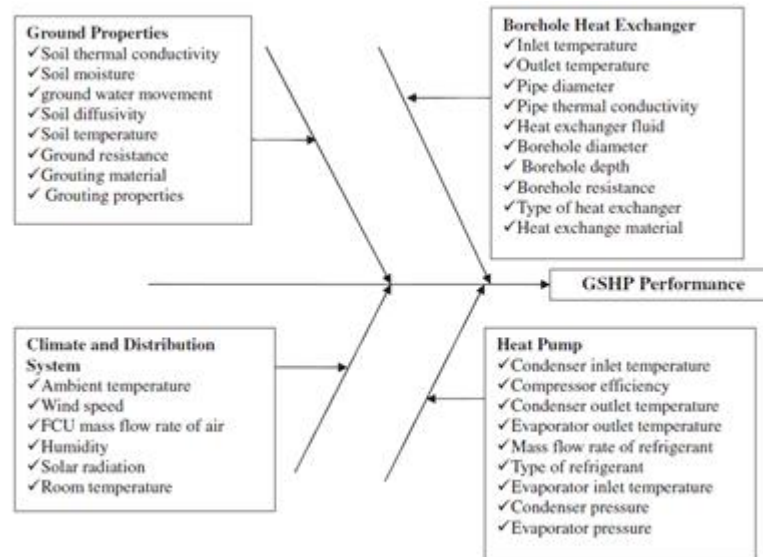 Ground Properties
✓Soil thermal conductivity
✓Soil moisture
✓ground water movement
✓Soil diffusivity
✓Soil temperature
✓Ground resistance
✓Grouting material
✓ Grouting properties
Borehole Heat Exchanger
✓Inlet temperature
✓Outlet temperature
✓Pipe diameter
✓Pipe thermal conductivity
✓Heat exchanger fluid
✓Borehole diameter
✓ Borehole depth
✓Borehole resistance
✓Type of heat exchanger
✓Heat exchange material
GSHP Performance
Climate and Distribution
System
✓Ambient temperature
✓Wind speed
✓FCU mass flow rate of air
✓Humidity
✓Solar radiation
✓Room temperature
Heat Pump
✓Condenser inlet temperature
✓Compressor efficiency
✓Condenser outlet temperature
✓Evaporator outlet temperature
✓Mass flow rate of refrigerant
✓Type of refrigerant
✓Evaporator inlet temperature
✓Condenser pressure
✓Evaporator pressure